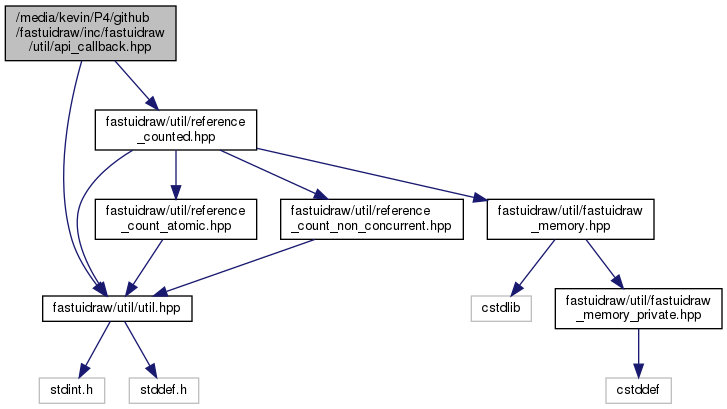 /media/kevin/P4/github
/fastuidraw/inc/fastuidraw
/util/api_callback.hpp
fastuidraw/util/reference
_counted.hpp
fastuidraw/util/reference
_count_atomic.hpp
fastuidraw/util/reference
_count_non_concurrent.hpp
fastuidraw/util/fastuidraw
_memory.hpp
fastuidraw/util/util.hpp
cstdlib
fastuidraw/util/fastuidraw
_memory_private.hpp
stdint.h
stddef.h
cstddef